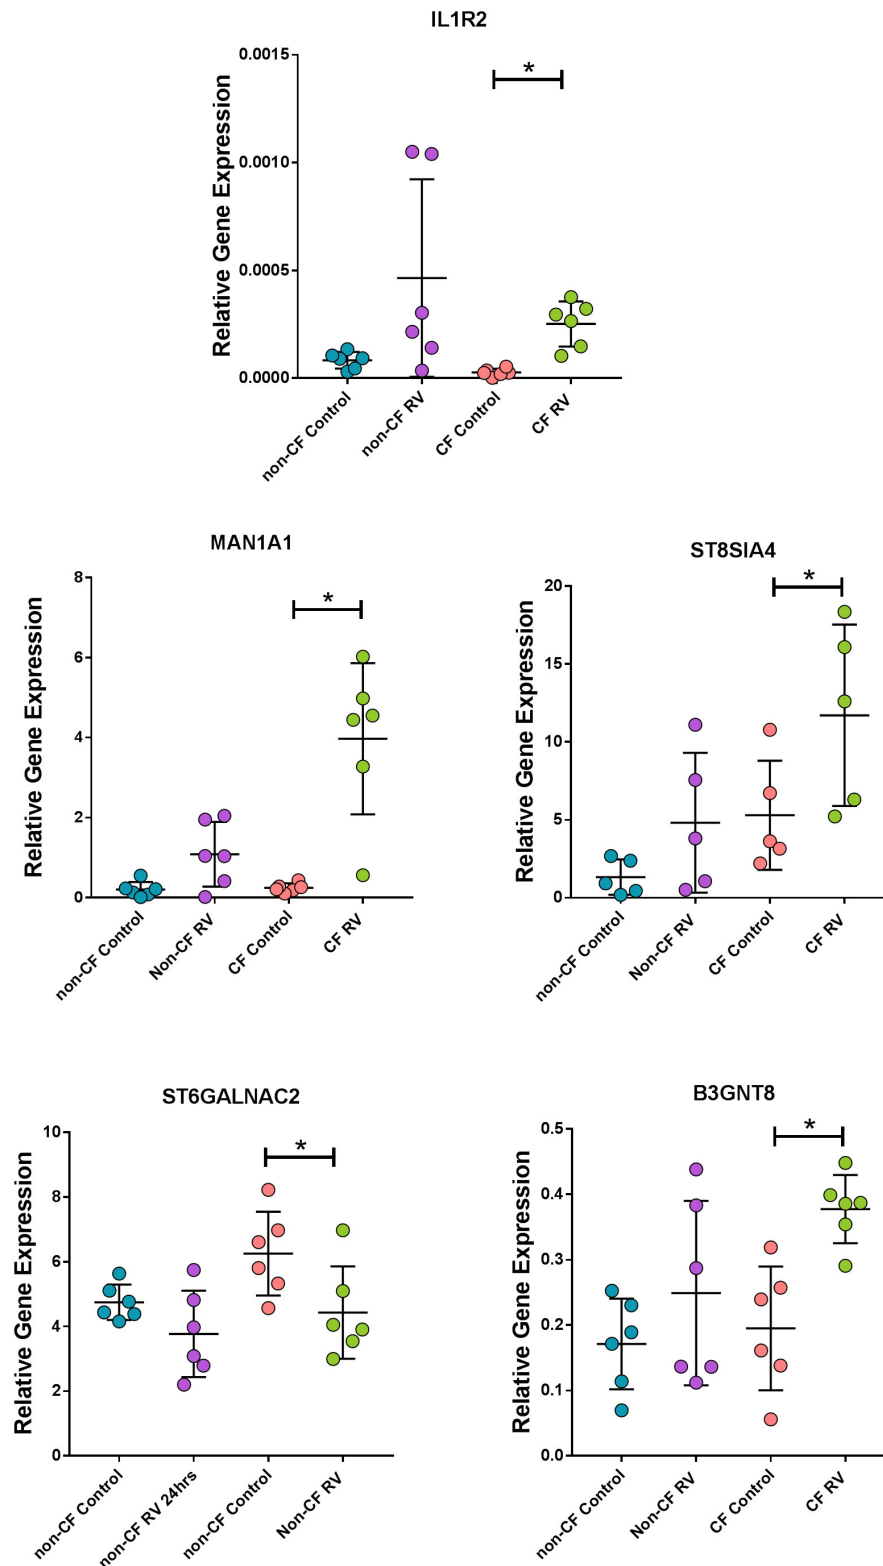 IL1R2
Relative Gene Expression
0.0015
*
0.0010
0.0005
0.0000
non-CF Control
non-CF RV
CF Control
CF RV
MAN1A1
Relative Gene Expression
8
*
6
4
2
0
non-CF Control
Non-CF RV
CF Control
CF RV
ST8SIA4
Relative Gene Expression
20
*
15
10
5
0
non-CF Control
Non-CF RV
CF Control
CF RV
ST6GALNAC2
Relative Gene Expression
10
*
8
6
4
2
0
non-CF Control
non-CF RV 24hrs
non-CF Control
Non-CF RV
B3GNT8
Relative Gene Expression
0.5
*
0.4
0.3
0.2
0.1
0.0
non-CF Control
Non-CF RV
CF Control
CF RV